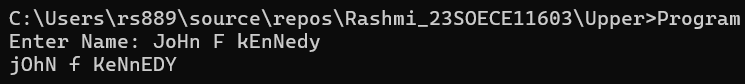 C:\Users\rs889\source\repos\Rashmi_23SOECE11603\Upper>Program
Enter Name: JoHn F kEnNedy
jOhN f KeNnEDY